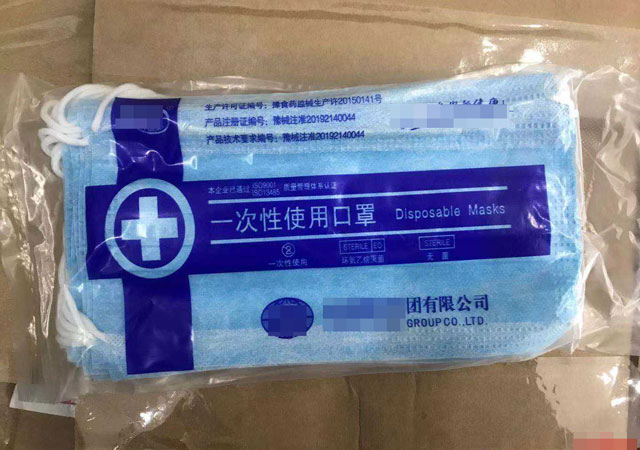 生产许可证编号：豫食药监械生产许20150141号
产品注册证编号：豫械注准20192140044
产品技术要求编号：豫械注准20192140044
本企业已通过 ISO9001 ISO13485 质量管理体系认证
一次性使用口罩 Disposable Masks
STERILE EO
STERILE
一次性使用
环氧乙烷灭菌
无菌
团有限公司
GROUP CO.,LTD.